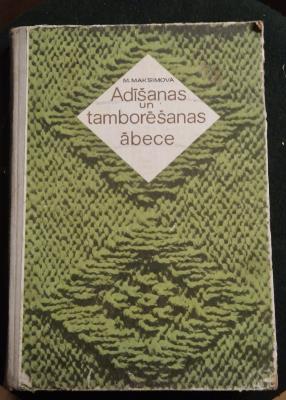 M. MAKSIMOVA
Adīšanas
un
tamborēšanas
ābece